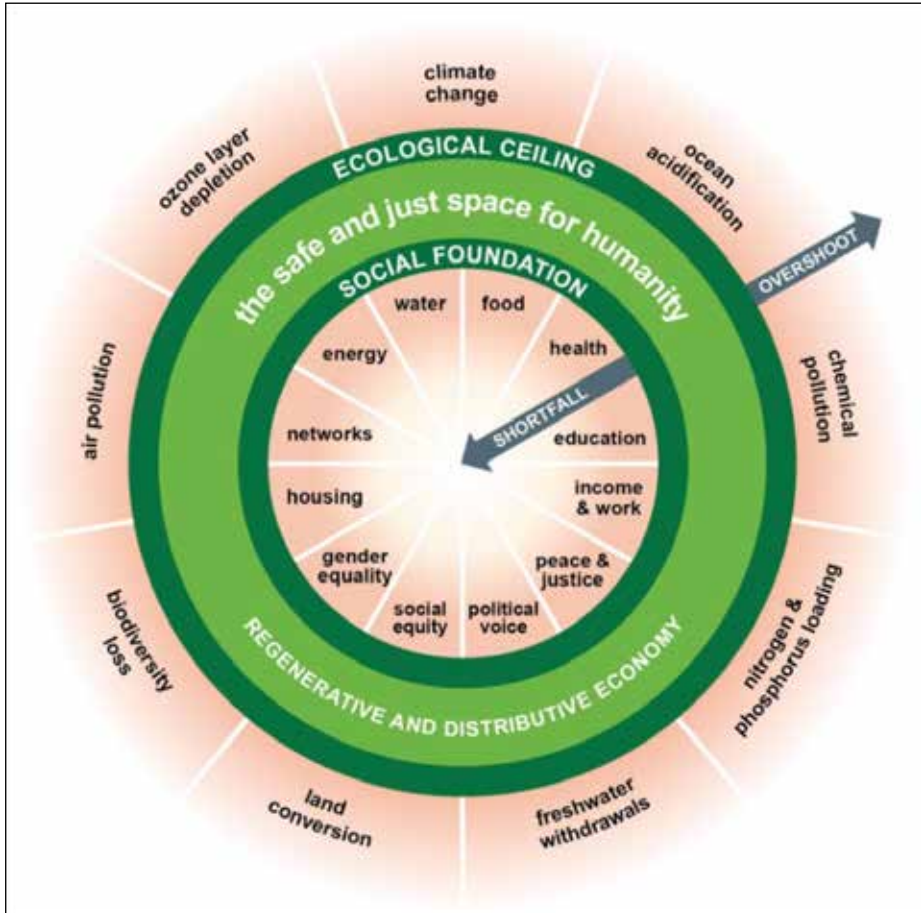 climate
change
ocean
acidification
OVERSHOOT
chemical
pollution
nitrogen &
phosphorus loading
freshwater
withdrawals
land
conversion
biodiversity
loss
air pollution
ozone layer
depletion
ECOLOGICAL CEILING
the safe and just space for humanity
SOCIAL FOUNDATION
water
food
health
SHORTFALL
education
income
& work
peace &
justice
political
voice
social
equity
gender
equality
housing
networks
energy
REGENERATIVE AND DISTRIBUTIVE ECONOMY